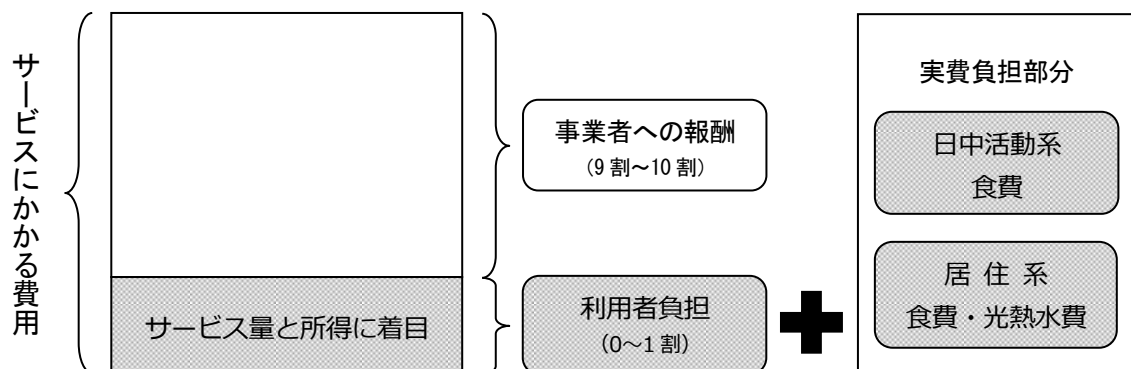 サービスにかかる費用
サービス量と所得に着目
事業者への報酬
（9 割～10 割）
利用者負担
（0～1 割）
実費負担部分
日中活動系
食費
居 住 系
食費・光熱水費